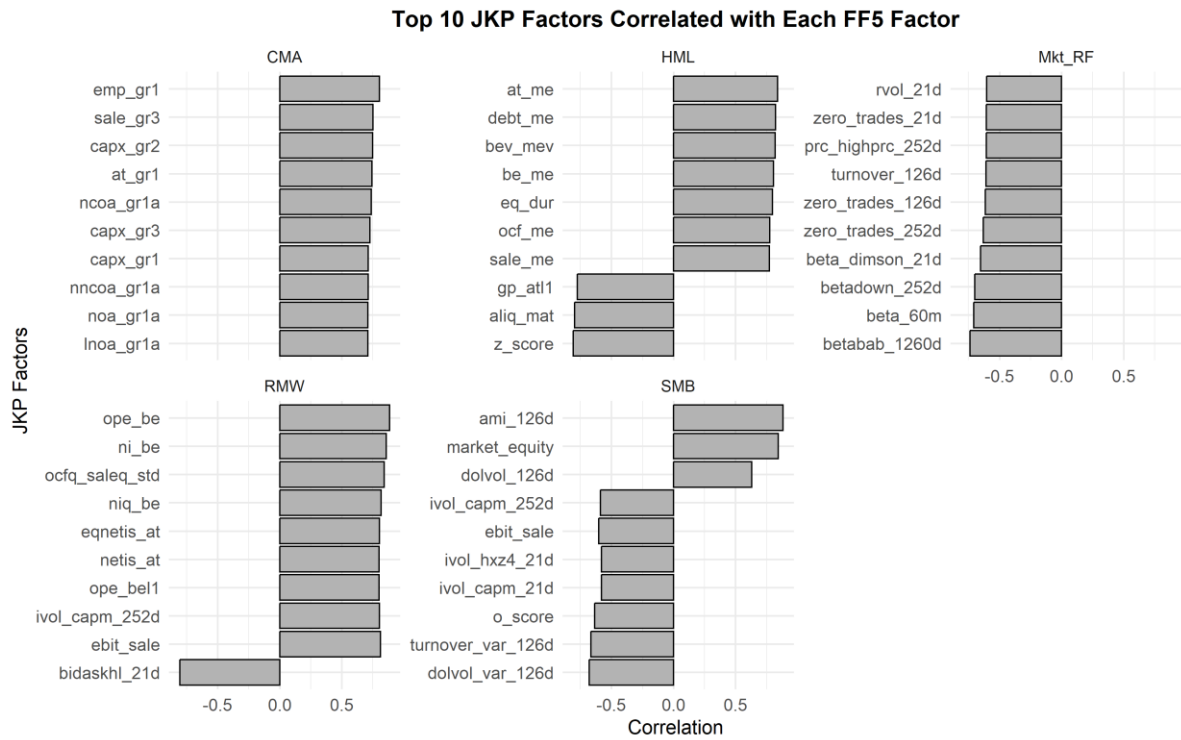 Top 10 JKP Factors Correlated with Each FF5 Factor
CMA
emp_gr1
sale_gr3
capx_gr2
at_gr1
ncoa_gr1a
capx_gr3
capx_gr1
nncoa_gr1a
noa_gr1a
lnoa_gr1a
HML
at_me
debt_me
bev_mev
be_me
eq_dur
ocf_me
sale_me
gp_atl1
aliq_mat
z_score
Mkt_RF
rvol_21d
zero_trades_21d
prc_highprc_252d
turnover_126d
zero_trades_126d
zero_trades_252d
beta_dimson_21d
betadown_252d
beta_60m
betabab_1260d
-0.5 0.0 0.5
JKP Factors
RMW
ope_be
ni_be
ocfq_saleq_std
niq_be
eqnetis_at
netis_at
ope_bel1
ivol_capm_252d
ebit_sale
bidaskhl_21d
-0.5 0.0 0.5
SMB
ami_126d
market_equity
dolvol_126d
ivol_capm_252d
ebit_sale
ivol_hxz4_21d
ivol_capm_21d
o_score
turnover_var_126d
dolvol_var_126d
-0.5 0.0 0.5
Correlation